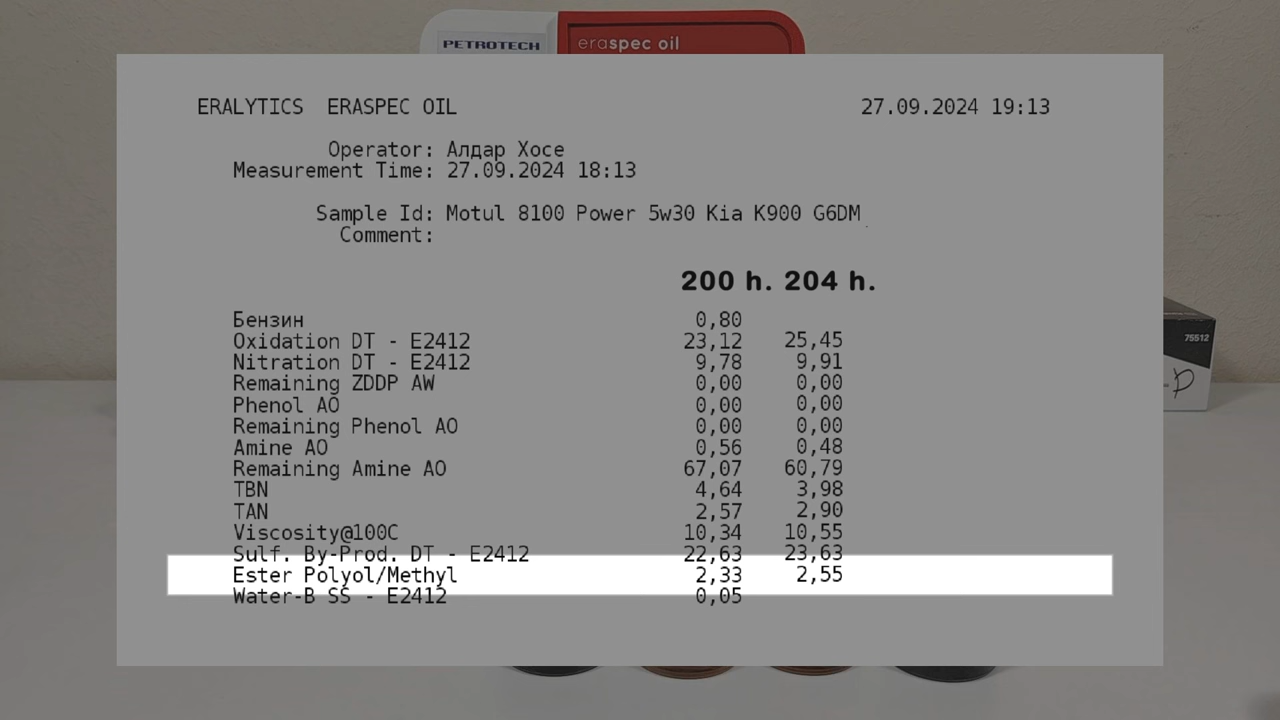 PETROTECH eraspec oil
ERALYTICS ERASPEC OIL 27.09.2024 19:13
Operator: Алдар Хосе
Measurement Time: 27.09.2024 18:13
Sample Id: Motul 8100 Power 5w30 Kia K900 G6DM
Comment:
200 h. 204 h.
Бензин 0,80
Oxidation DT - E2412 23,12 25,45
Nitration DT - E2412 9,78 9,91
Remaining ZDDP AW 0,00 0,00
Phenol AO 0,00 0,00
Remaining Phenol AO 0,00 0,00
Amine AO 0,56 0,48
Remaining Amine AO 67,07 60,79
TBN 4,64 3,98
TAN 2,57 2,90
Viscosity@100C 10,34 10,55
Sulf. By-Prod. DT - E2412 22,63 23,63
Ester Polyol/Methyl 2,33 2,55
Water-B SS - E2412 0,05
75512